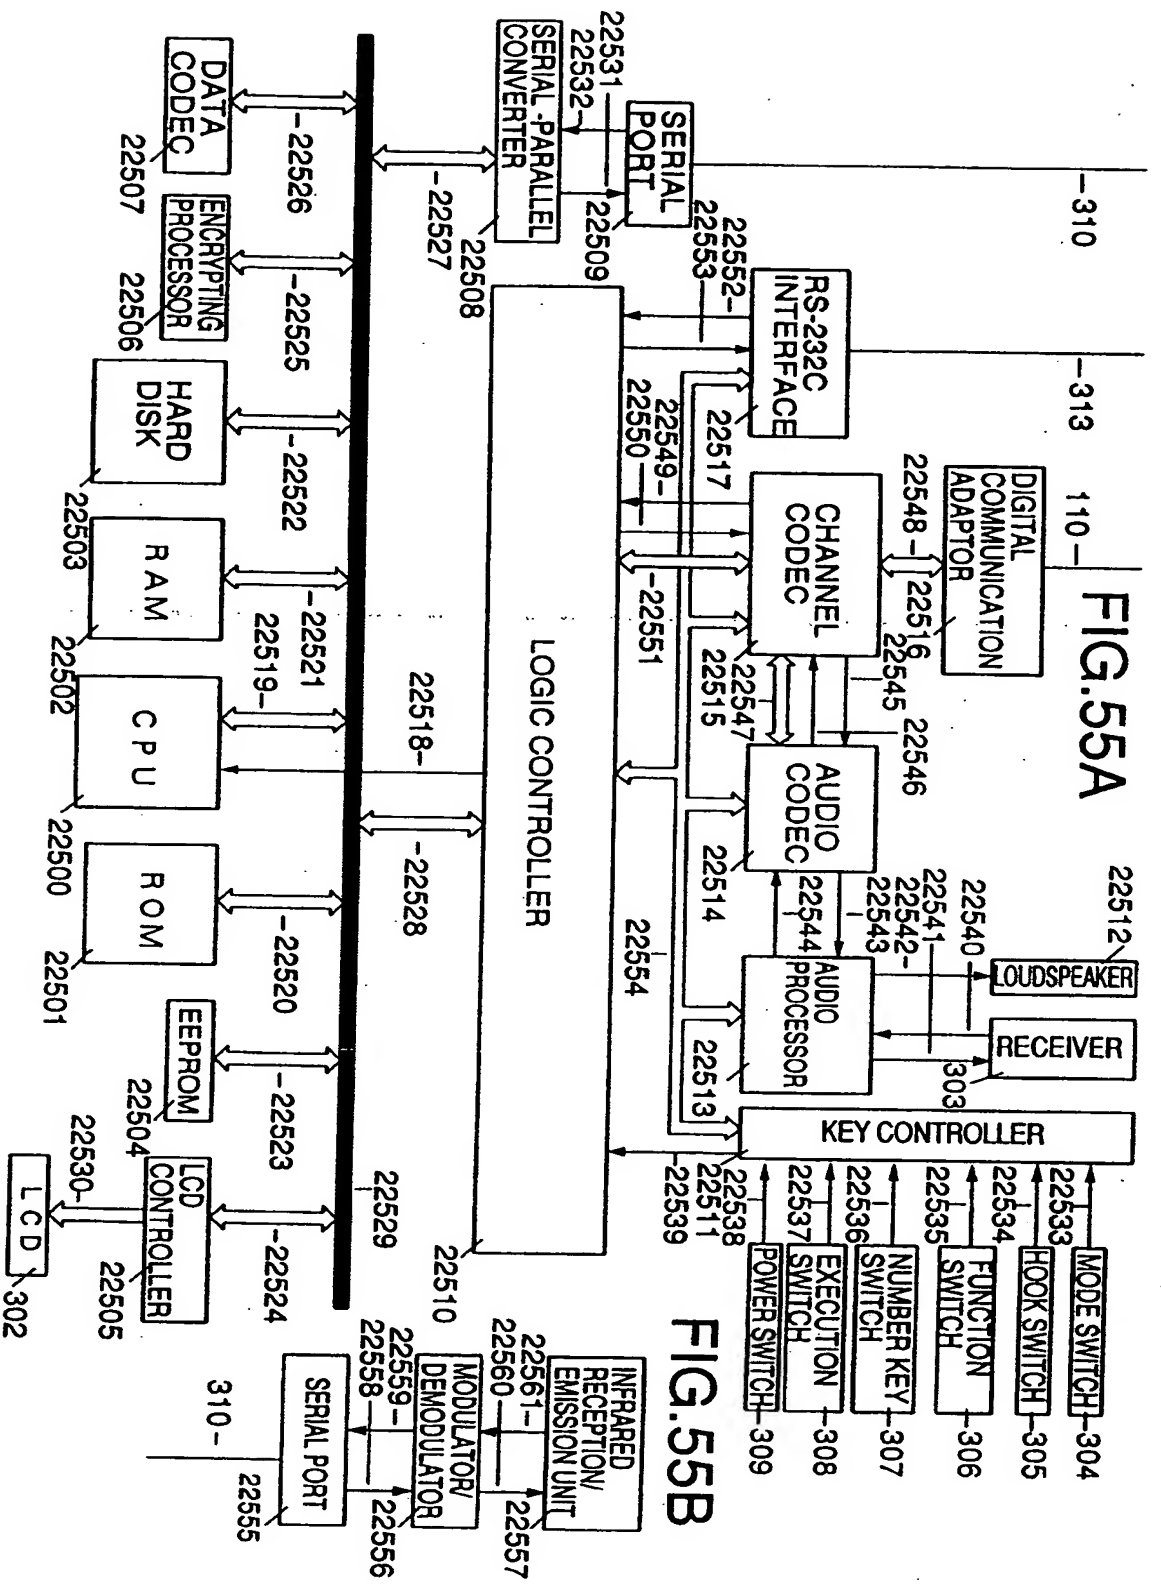 FIG.55A
310
313
110
SERIAL
PORT
22509
22531
22532
SERIAL-PARALLEL
CONVERTER
22508
22527
RS-232C
INTERFACE
22517
22552
22553
DIGITAL
COMMUNICATION
ADAPTOR
22516
22548
CHANNEL
CODEC
22515
22547
22549
22550
22551
22545
22546
AUDIO
CODEC
22514
22543
22544
AUDIO
PROCESSOR
22513
22542
22541
22540
22512
LOUDSPEAKER
RECEIVER
303
KEY CONTROLLER
22511
22539
22533
22534
22535
22536
22537
22538
MODE SWITCH
304
HOOK SWITCH
305
FUNCTION
SWITCH
306
NUMBER KEY
SWITCH
307
EXECUTION
SWITCH
308
POWER SWITCH
309
22554
LOGIC CONTROLLER
22510
22518
22528
22529
22526
22525
22522
22521
22519
22520
22523
22524
DATA
CODEC
22507
ENCRYPTING
PROCESSOR
22506
HARD
DISK
22503
RAM
22502
CPU
22500
ROM
22501
EEPROM
22504
LCD
CONTROLLER
22505
22530
LCD
302
FIG.55B
INFRARED
RECEPTION/
EMISSION UNIT
22557
22561
22560
MODULATOR/
DEMODULATOR
22556
22559
22558
SERIAL PORT
22555
310